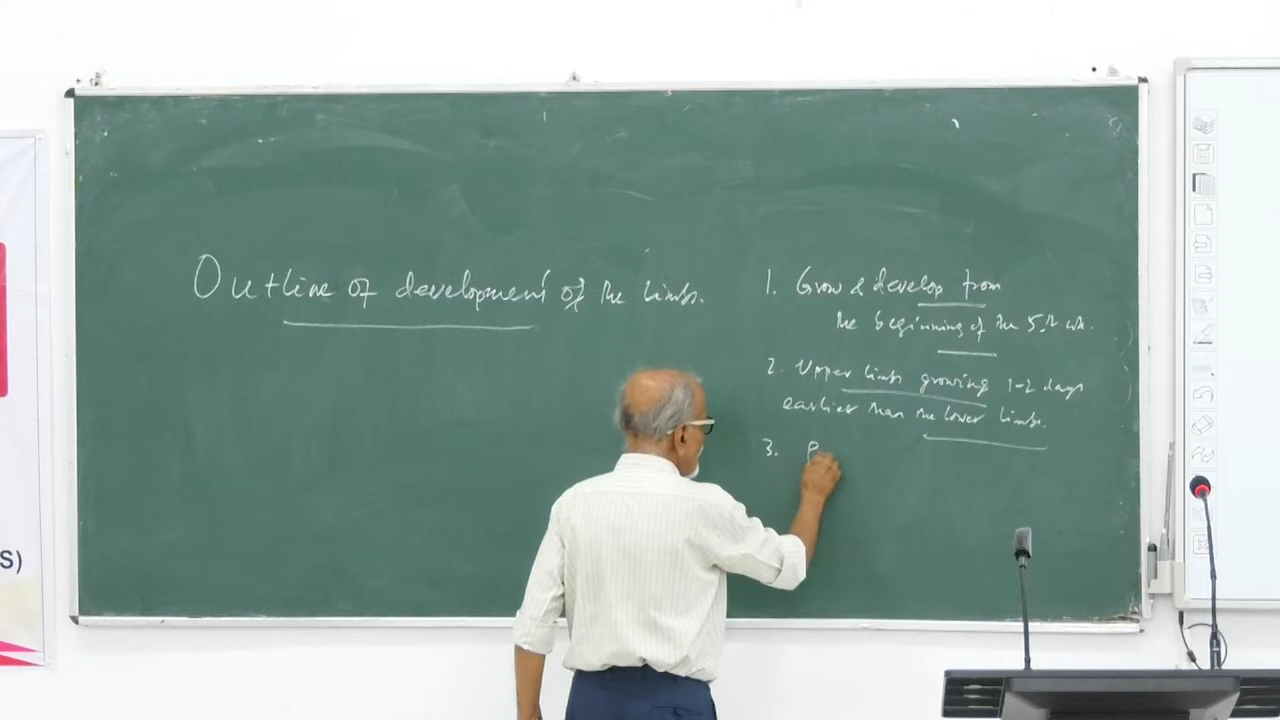 Outline of development of the limbs.
1. Grow & develop from
the beginning of the 5th wk.
2. Upper limbs growing 1-2 days
earlier than the lower limbs.
3. P
S)